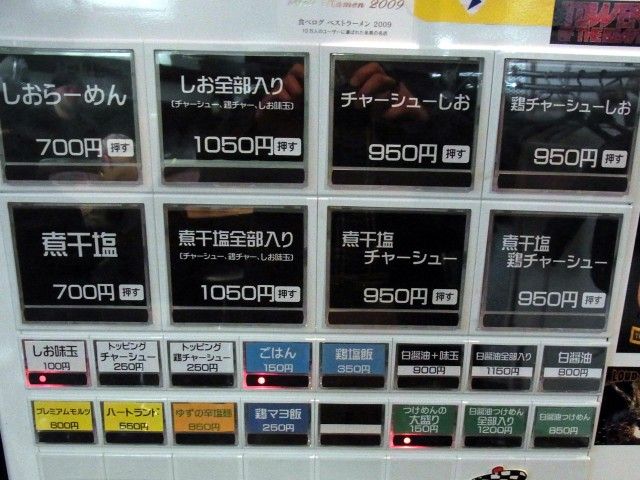 Ramen 2009
食べログ ベストラーメン 2009
しおらーめん
700円 押す
しお全部入り
(チャーシュー、鶏チャー、しお味玉)
1050円 押す
チャーシューしお
950円 押す
鶏チャーシューしお
950円 押す
煮干塩
700円 押す
煮干塩全部入り
(チャーシュー、鶏チャー、しお味玉)
1050円 押す
煮干塩
チャーシュー
950円 押す
煮干塩
鶏チャーシュー
950円 押す
しお味玉
100円
トッピング
チャーシュー
250円
トッピング
鶏チャーシュー
250円
ごはん
150円
鶏塩飯
350円
白醤油+味玉
900円
白醤油全部入り
1150円
白醤油
800円
プレミアムモルツ
600円
ハートランド
550円
ゆずの辛塩麺
850円
鶏マヨ飯
250円
つけめんの
大盛り
150円
白醤油つけめん
全部入り
1200円
白醤油つけめん
850円